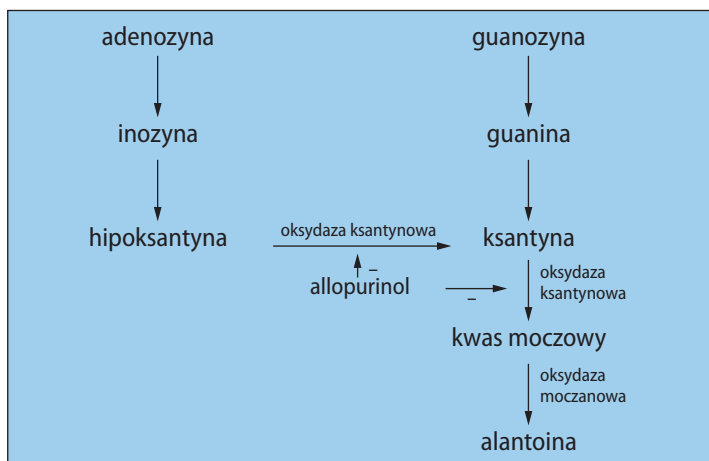 adenozyna
guanozyna
inozyna
guanina
hipoksantyna
oksydaza ksantynowa
ksantyna
–
allopurinol
–
oksydaza
ksantynowa
kwas moczowy
oksydaza
moczanowa
alantoina